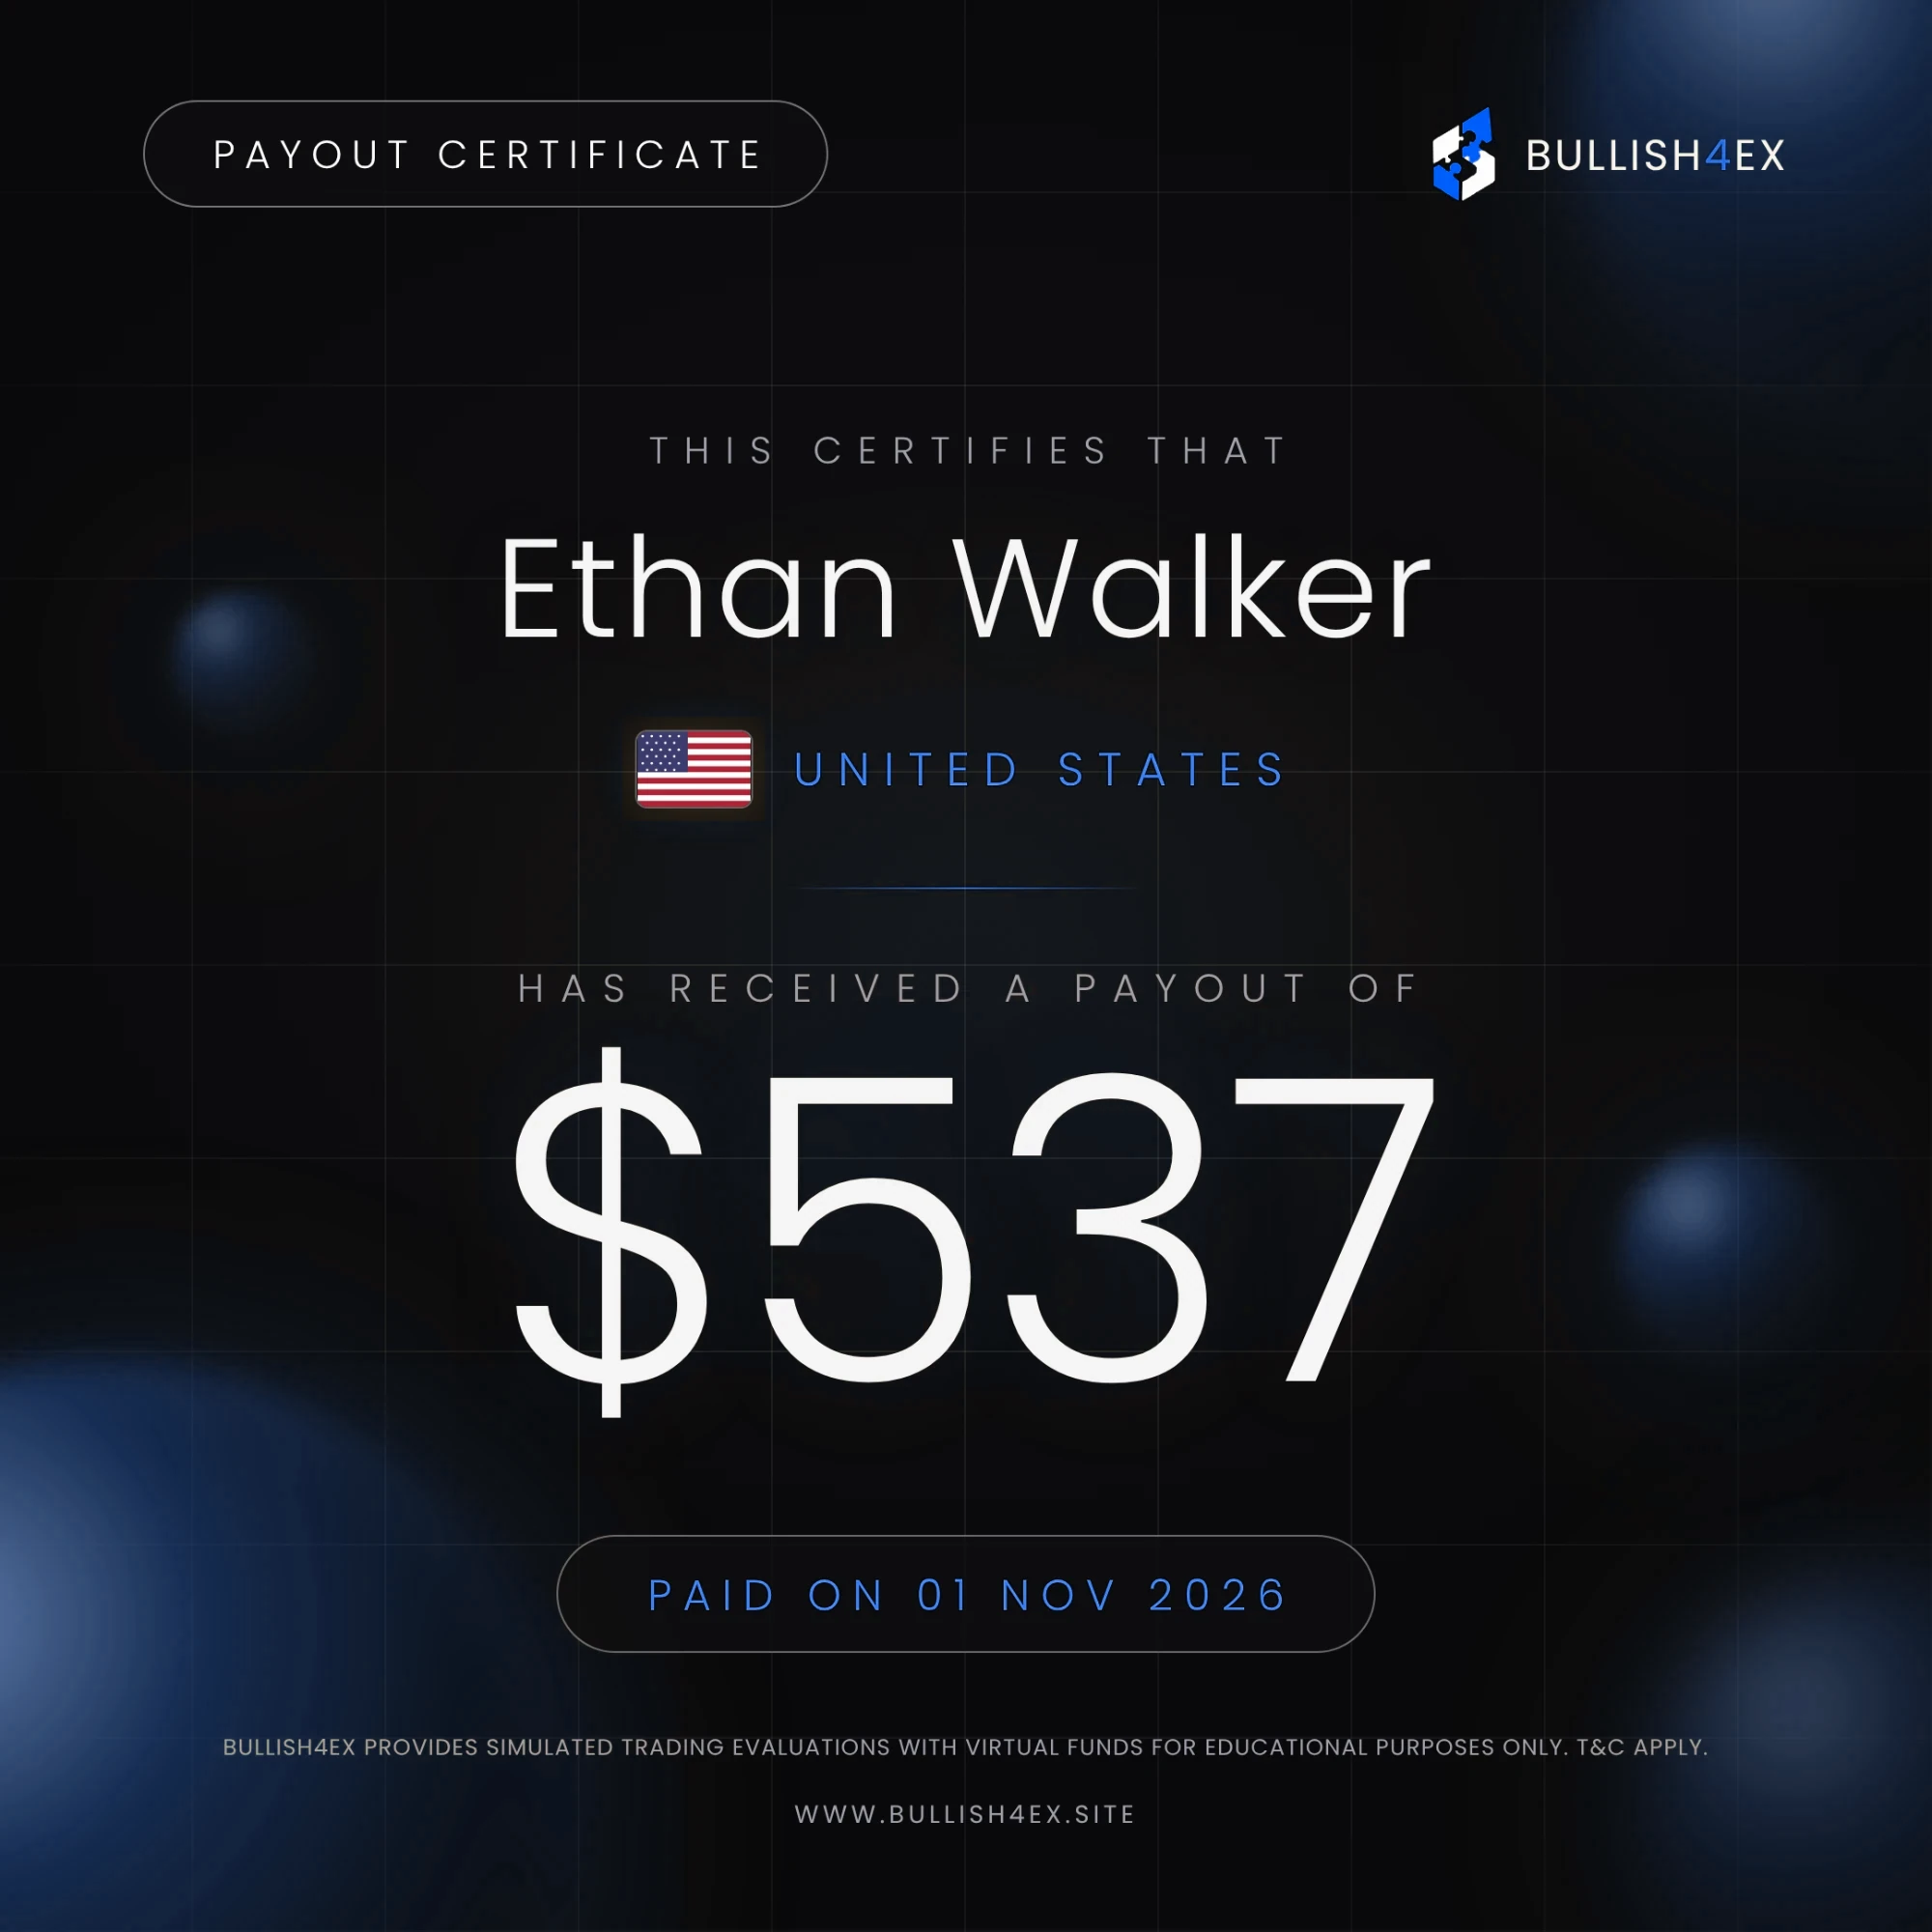 PAYOUT CERTIFICATE
BULLISH4EX
THIS CERTIFIES THAT
Ethan Walker
UNITED STATES
HAS RECEIVED A PAYOUT OF
$537
PAID ON 01 NOV 2026
BULLISH4EX PROVIDES SIMULATED TRADING EVALUATIONS WITH VIRTUAL FUNDS FOR EDUCATIONAL PURPOSES ONLY. T&C APPLY.
WWW.BULLISH4EX.SITE